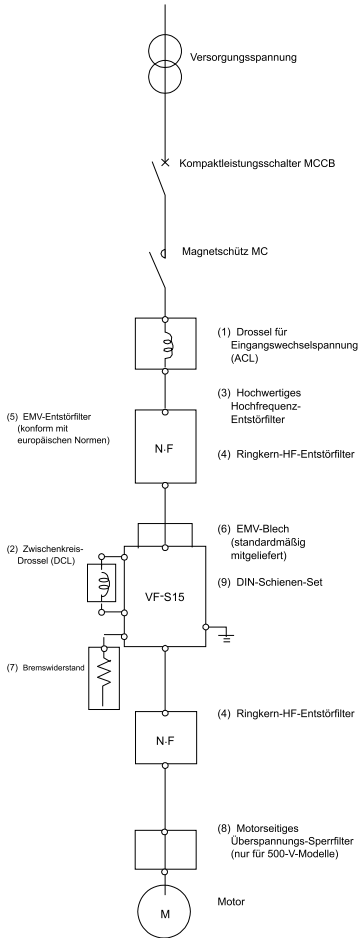 Versorgungsspannung
Kompaktleistungsschalter MCCB
Magnetschütz MC
(1) Drossel für
Eingangswechselspannung
(ACL)
(3) Hochwertiges
Hochfrequenz-
Entstörfilter
(5) EMV-Entstörfilter
(konform mit
europäischen Normen)
N.F
(4) Ringkern-HF-Entstörfilter
(6) EMV-Blech
(standardmäßig
mitgeliefert)
(2) Zwischenkreis-
Drossel (DCL)
VF-S15
(9) DIN-Schienen-Set
(7) Bremswiderstand
N.F
(4) Ringkern-HF-Entstörfilter
(8) Motorseitiges
Überspannungs-Sperrfilter
(nur für 500-V-Modelle)
M
Motor